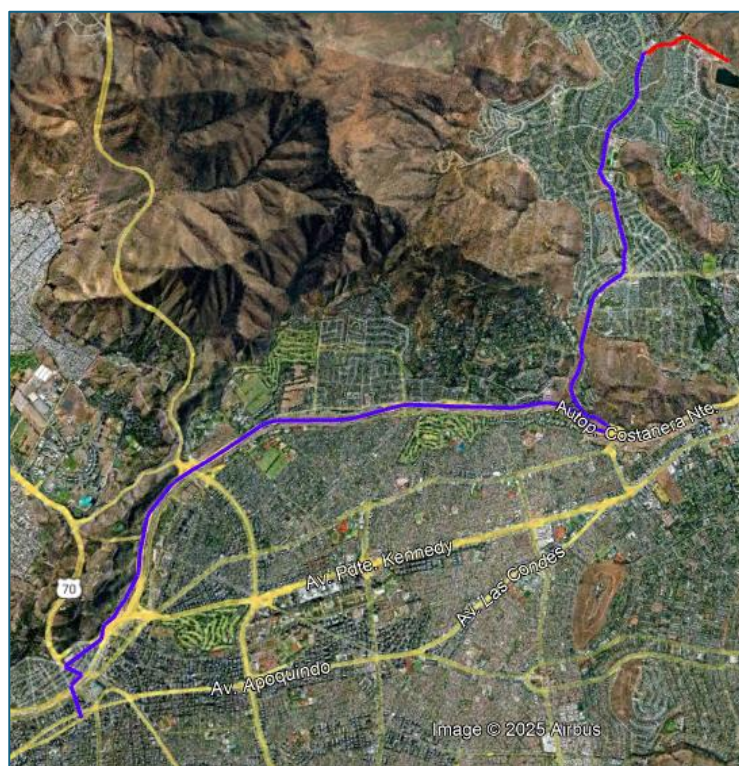 Autop. Costanera Nte.
Av. Pdte. Kennedy
Av. Las Condes
70
Av. Apoquindo
Image © 2025 Airbus